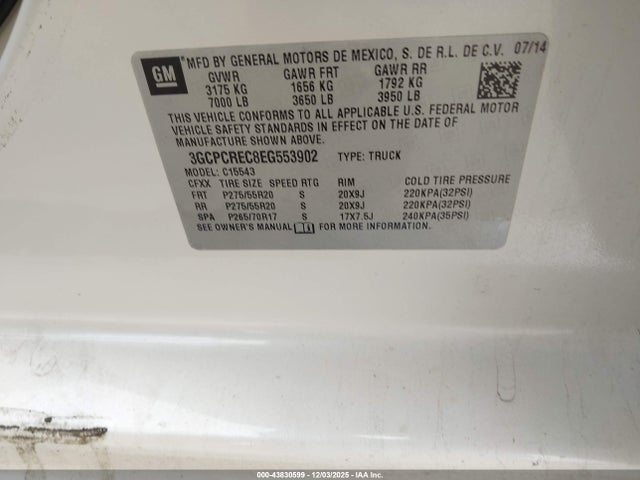 GM
MFD BY GENERAL MOTORS DE MEXICO, S. DE R.L. DE C.V. 07/14
GVWR GAWR FRT GAWR RR
3175 KG 1656 KG 1792 KG
7000 LB 3650 LB 3950 LB
THIS VEHICLE CONFORMS TO ALL APPLICABLE U.S. FEDERAL MOTOR
VEHICLE SAFETY STANDARDS IN EFFECT ON THE DATE OF
MANUFACTURE SHOWN ABOVE.
3GCPCREC8EG553902 TYPE: TRUCK
MODEL: C15543
CFXX TIRE SIZE SPEED RTG RIM COLD TIRE PRESSURE
FRT P275/55R20 S 20X9J 220KPA(32PSI)
RR P275/55R20 S 20X9J 220KPA(32PSI)
SPA P265/70R17 S 17X7.5J 240KPA(35PSI)
SEE OWNER'S MANUAL FOR MORE INFORMATION.
000-43830599 - 12/03/2025 - IAAI.COM